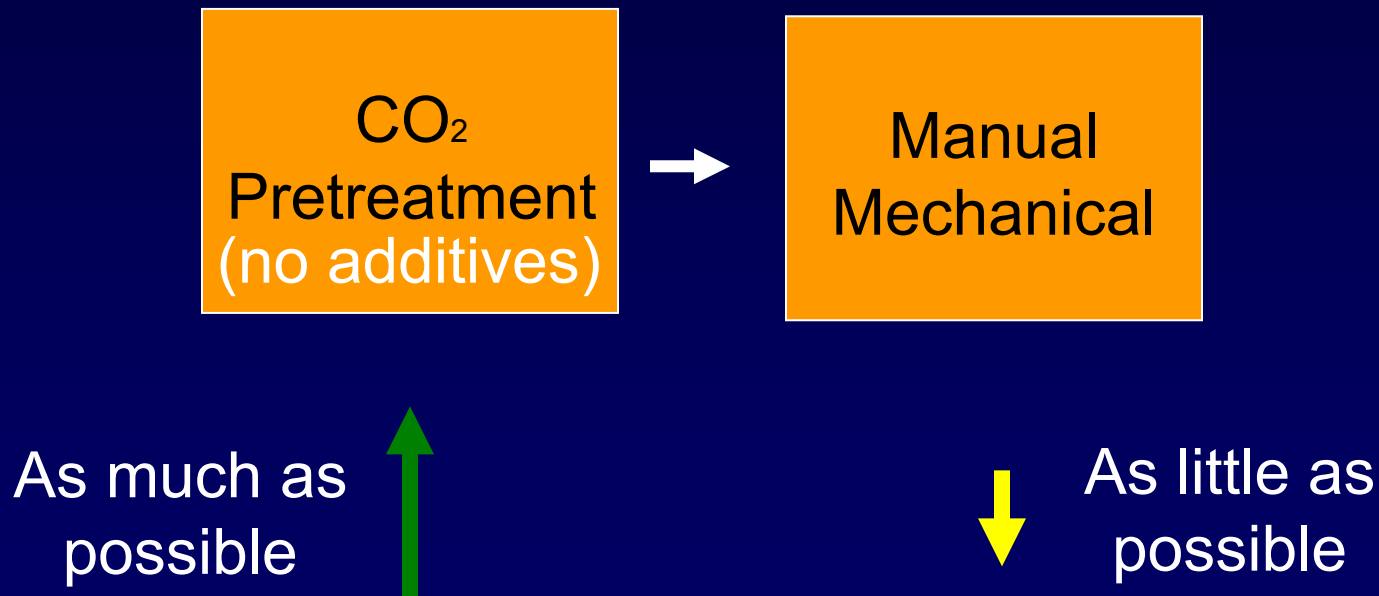 CO₂
Pretreatment
(no additives)
Manual
Mechanical
As much as
possible
As little as
possible